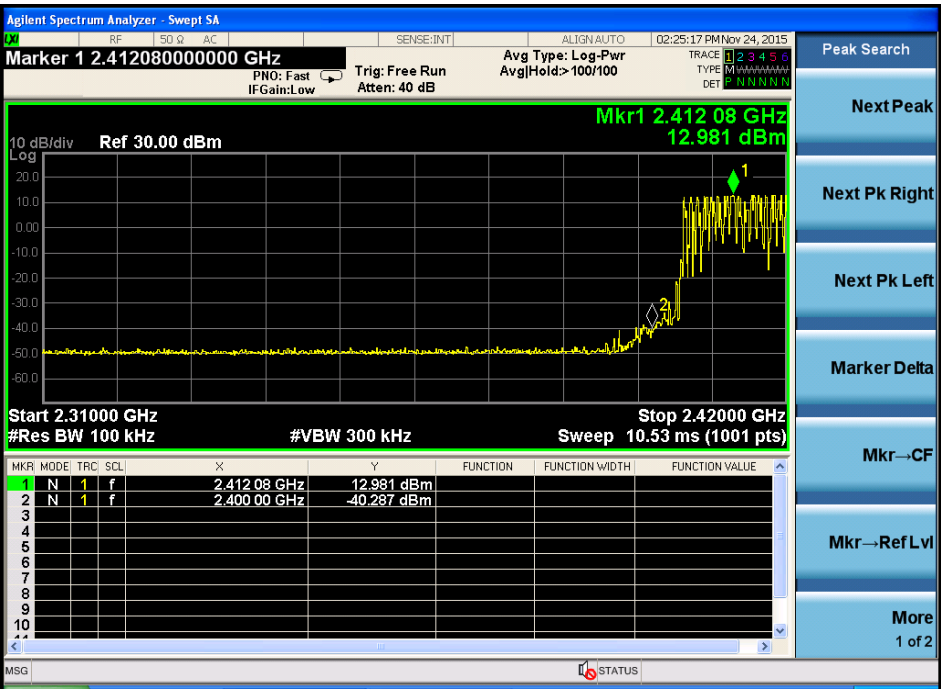 Agilent Spectrum Analyzer - Swept SA
LXI RF 50 Ω AC SENSE:INT ALIGN AUTO 02:25:17 PM Nov 24, 2015
Marker 1 2.412080000000 GHz
PNO: Fast
IFGain:Low
Trig: Free Run
Atten: 40 dB
Avg Type: Log-Pwr
Avg|Hold:>100/100
TRACE 1 2 3 4 5 6
TYPE M WWWWW
DET P N N N N N
Mkr1 2.412 08 GHz
12.981 dBm
10 dB/div Ref 30.00 dBm
Log
20.0
10.0
0.00
-10.0
-20.0
-30.0
-40.0
-50.0
-60.0
1
2
Start 2.31000 GHz Stop 2.42000 GHz
#Res BW 100 kHz #VBW 300 kHz Sweep 10.53 ms (1001 pts)
MKR MODE TRC SCL X Y FUNCTION FUNCTION WIDTH FUNCTION VALUE
1 N 1 f 2.412 08 GHz 12.981 dBm
2 N 1 f 2.400 00 GHz -40.287 dBm
3
4
5
6
7
8
9
10
11
MSG STATUS
Peak Search
Next Peak
Next Pk Right
Next Pk Left
Marker Delta
Mkr→CF
Mkr→Ref Lvl
More
1 of 2